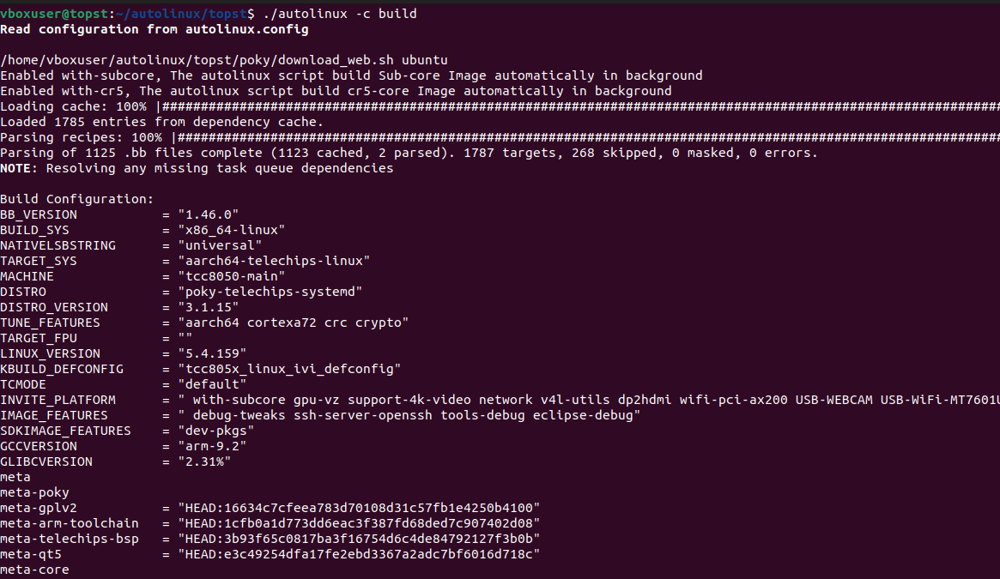 vboxuser@topst:~/autolinux/topst$ ./autolinux -c build
Read configuration from autolinux.config
/home/vboxuser/autolinux/topst/poky/download_web.sh ubuntu
Enabled with-subcore, The autolinux script build Sub-core Image automatically in background
Enabled with-cr5, The autolinux script build cr5-core Image automatically in background
Loading cache: 100% |############################################################################################################
Loaded 1785 entries from dependency cache.
Parsing recipes: 100% |##########################################################################################################
Parsing of 1125 .bb files complete (1123 cached, 2 parsed). 1787 targets, 268 skipped, 0 masked, 0 errors.
NOTE: Resolving any missing task queue dependencies
Build Configuration:
BB_VERSION           = "1.46.0"
BUILD_SYS            = "x86_64-linux"
NATIVELSBSTRING      = "universal"
TARGET_SYS           = "aarch64-telechips-linux"
MACHINE              = "tcc8050-main"
DISTRO               = "poky-telechips-systemd"
DISTRO_VERSION       = "3.1.15"
TUNE_FEATURES        = "aarch64 cortexa72 crc crypto"
TARGET_FPU           = ""
LINUX_VERSION        = "5.4.159"
KBUILD_DEFCONFIG     = "tcc805x_linux_ivi_defconfig"
TCMODE               = "default"
INVITE_PLATFORM      = " with-subcore gpu-vz support-4k-video network v4l-utils dp2hdmi wifi-pci-ax200 USB-WEBCAM USB-WiFi-MT7601U
IMAGE_FEATURES       = " debug-tweaks ssh-server-openssh tools-debug eclipse-debug"
SDKIMAGE_FEATURES    = "dev-pkgs"
GCCVERSION           = "arm-9.2"
GLIBCVERSION         = "2.31%"
meta
meta-poky
meta-gplv2           = "HEAD:16634c7cfeea783d70108d31c57fb1e4250b4100"
meta-arm-toolchain   = "HEAD:1cfb0a1d773dd6eac3f387fd68ded7c907402d08"
meta-telechips-bsp   = "HEAD:3b93f65c0817ba3f16754d6c4de84792127f3b0b"
meta-qt5             = "HEAD:e3c49254dfa17fe2ebd3367a2adc7bf6016d718c"
meta-core